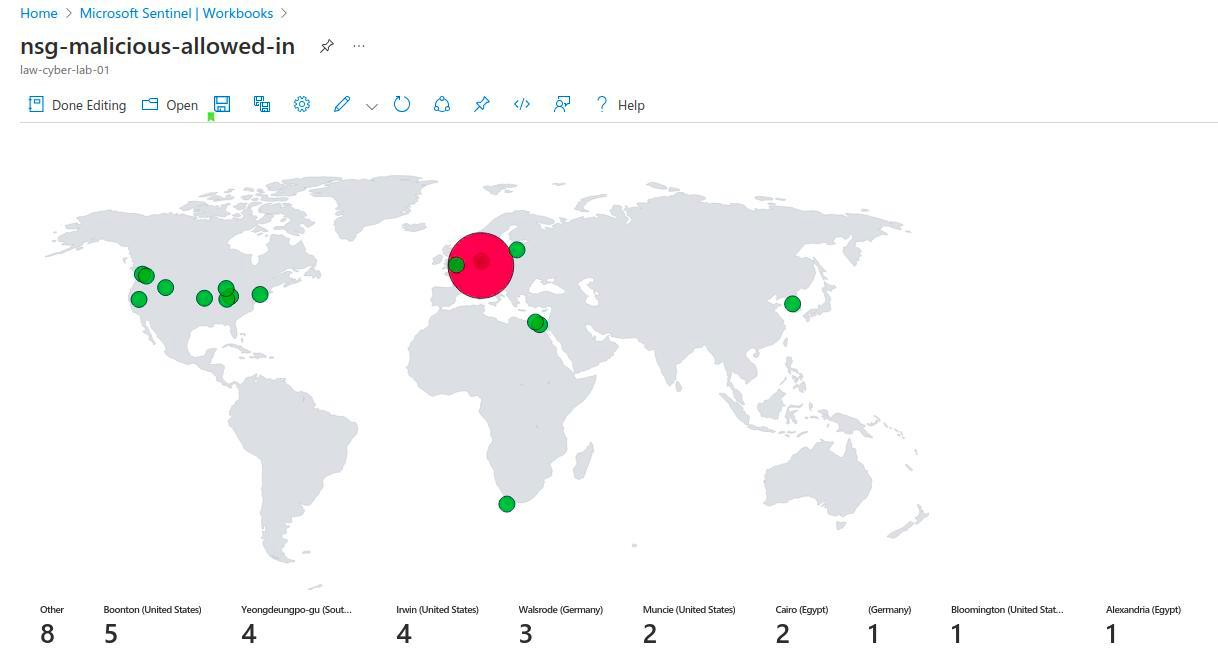 Home > Microsoft Sentinel | Workbooks >
nsg-malicious-allowed-in ...
law-cyber-lab-01
Done Editing Open ? Help
Other Boonton (United States) Yeongdeungpo-gu (Sout... Irwin (United States) Walsrode (Germany) Muncie (United States) Cairo (Egypt) (Germany) Bloomington (United Stat... Alexandria (Egypt)
8 5 4 4 3 2 2 1 1 1